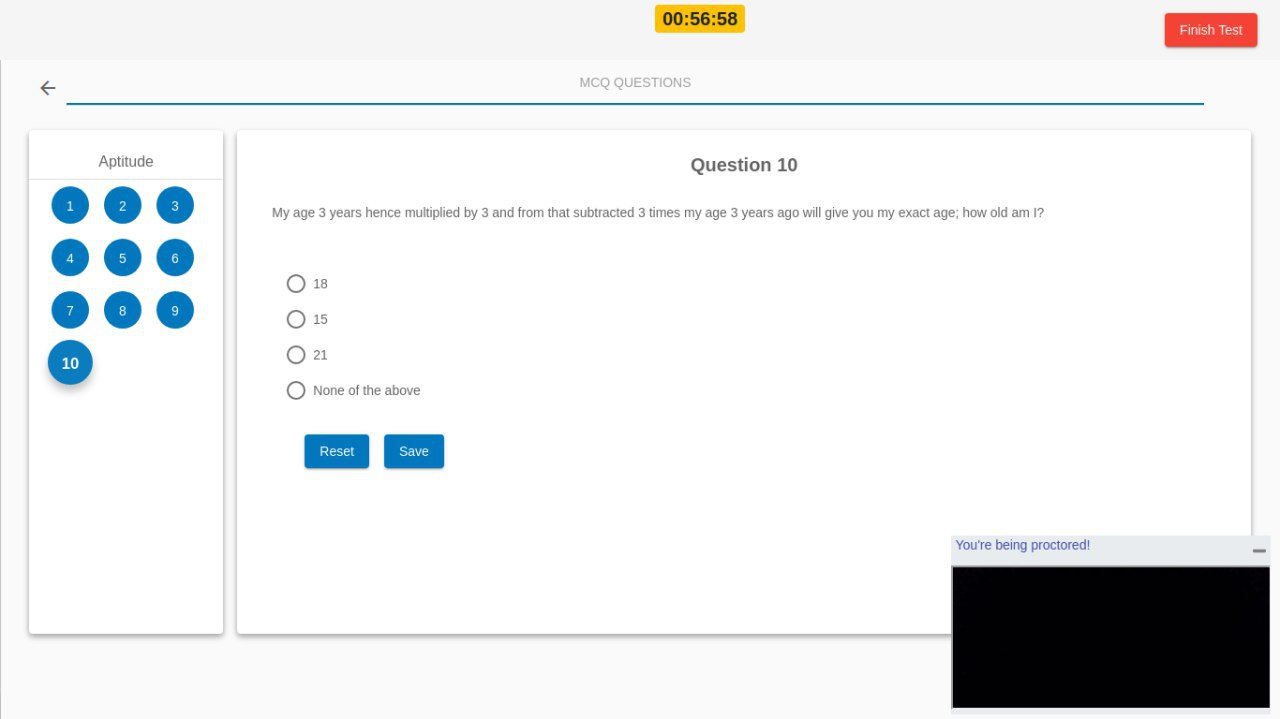 00:56:58
Finish Test
MCQ QUESTIONS
Aptitude
1 2 3
4 5 6
7 8 9
10
Question 10
My age 3 years hence multiplied by 3 and from that subtracted 3 times my age 3 years ago will give you my exact age; how old am I?
18
15
21
None of the above
Reset Save
You're being proctored!